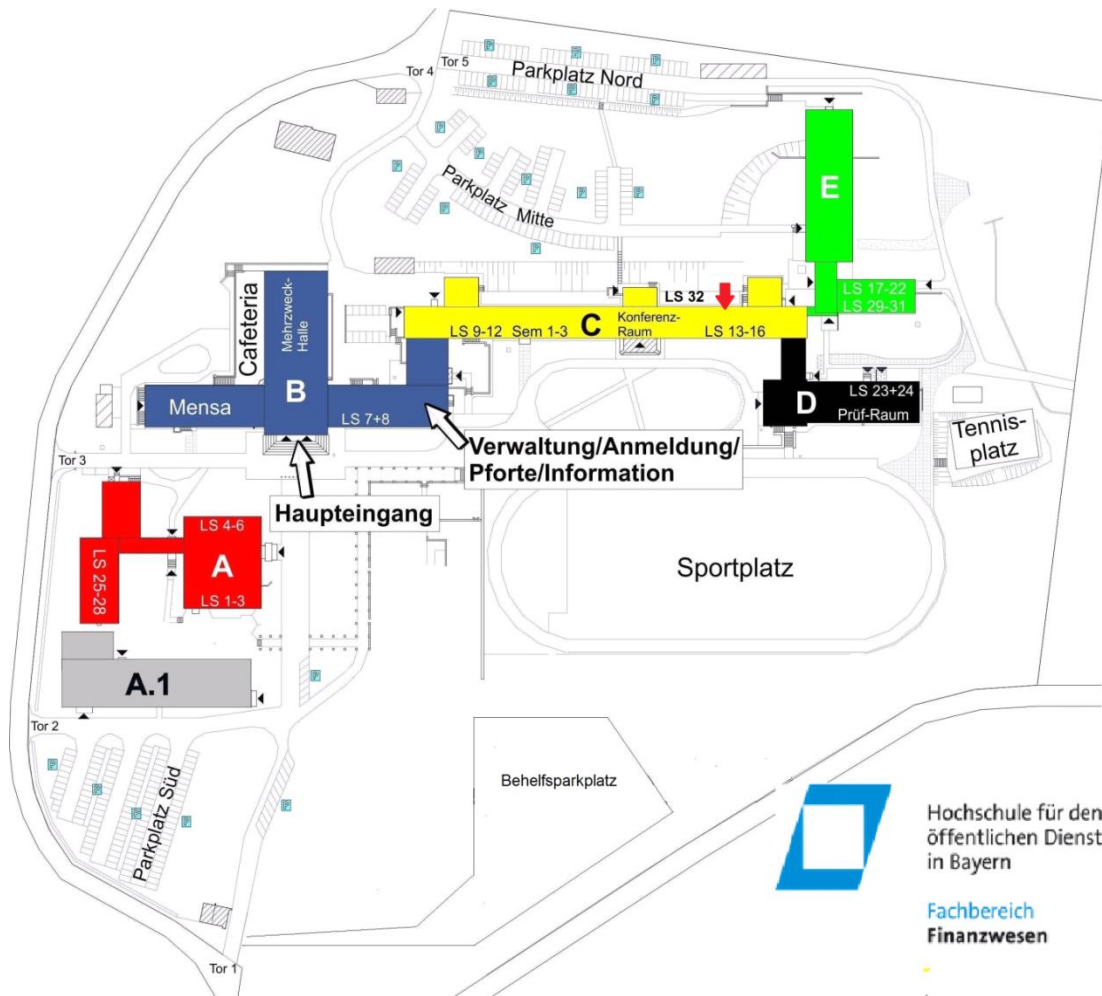 Tor 5
Parkplatz Nord
Tor 4
Parkplatz Mitte
E
LS 17-22
LS 29-31
Cafeteria
Mehrzweck-
Halle
LS 32
LS 9-12 Sem 1-3
C
Konferenz-
Raum
LS 13-16
Mensa
B
LS 7+8
D
LS 23+24
Prüf-Raum
Tennis-
platz
Verwaltung/Anmeldung/
Pforte/Information
Tor 3
Haupteingang
LS 4-6
A
LS 1-3
LS 25-28
Sportplatz
A.1
Tor 2
Parkplatz Süd
Behelfsparkplatz
Tor 1
Hochschule für den
öffentlichen Dienst
in Bayern
Fachbereich
Finanzwesen